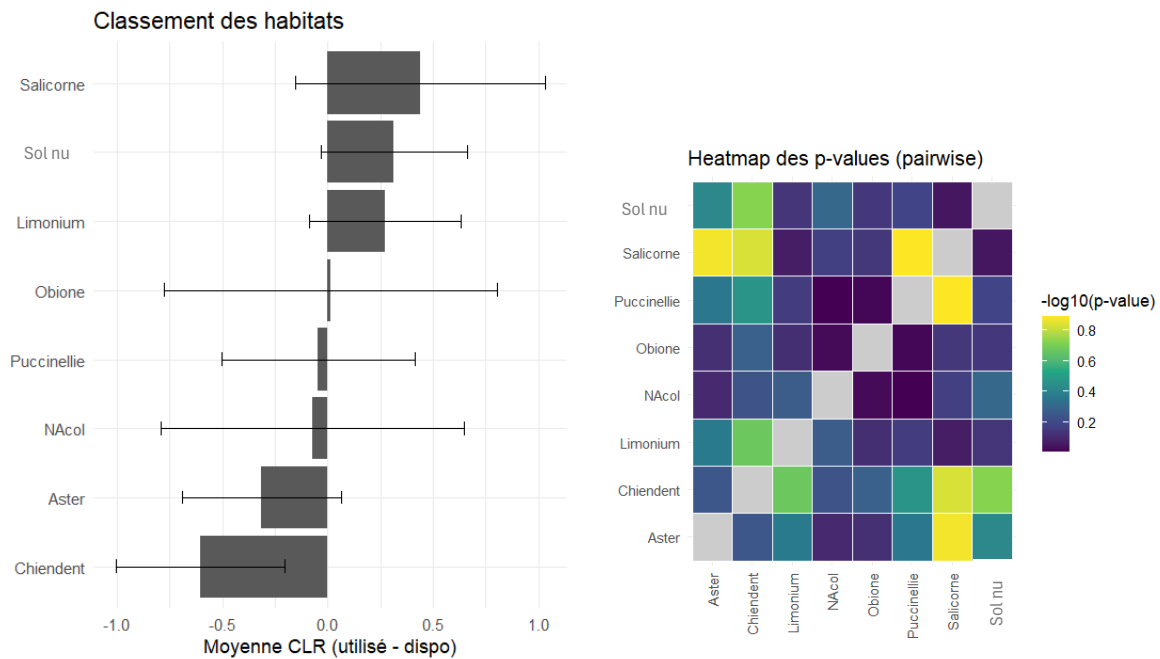 Classement des habitats
Salicorne
Sol nu
Limonium
Obione
Puccinellie
NAcol
Aster
Chiendent
-1.0 -0.5 0.0 0.5 1.0
Moyenne CLR (utilisé - dispo)
Heatmap des p-values (pairwise)
Sol nu
Salicorne
Puccinellie
Obione
NAcol
Limonium
Chiendent
Aster
Aster
Chiendent
Limonium
NAcol
Obione
Puccinellie
Salicorne
Sol nu
-log10(p-value)
0.8
0.6
0.4
0.2